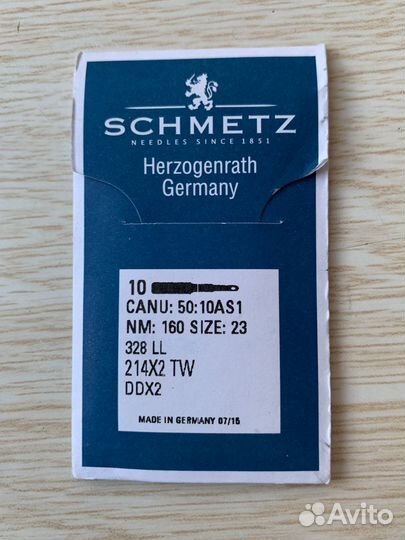 SCHMETZ
NEEDLES SINCE 1851
Herzogenrath
Germany
10
CANU: 50:10AS1
NM: 160 SIZE: 23
328 LL
214X2 TW
DDX2
MADE IN GERMANY 07/15
Avito